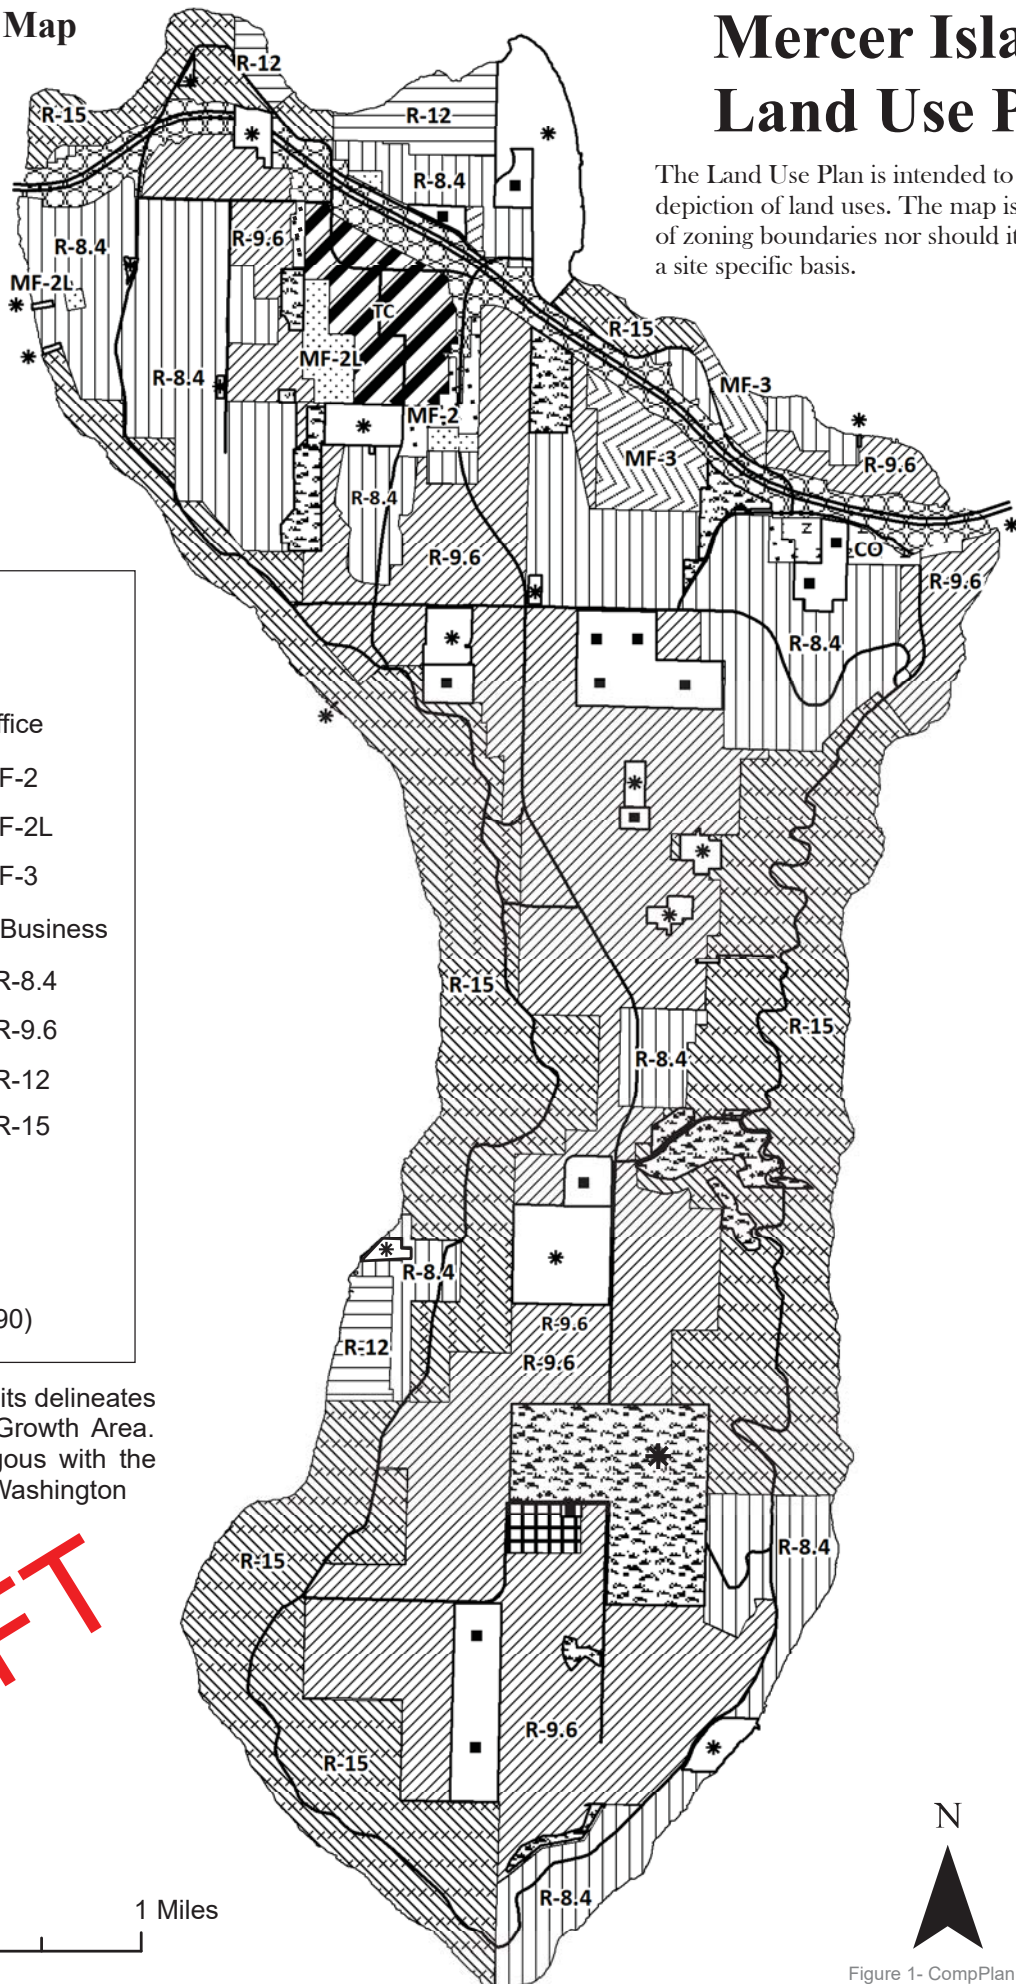 Map
Mercer Isla
Land Use P
The Land Use Plan is intended to
depiction of land uses. The map is
of zoning boundaries nor should it
a site specific basis.
R-12
R-15
R-12
R-8.4
R-9.6
R-8.4
MF-2L
TC
R-15
MF-2L
R-8.4
MF-3
MF-2
MF-3
R-9.6
R-8.4
Z
CO
R-9.6
R-9.6
R-8.4
ffice
F-2
F-2L
F-3
Business
R-8.4
R-9.6
R-12
R-15
90)
R-15
R-15
R-8.4
R-8.4
R-9.6
R-12
R-9.6
its delineates
Growth Area.
gous with the
Washington
R-8.4
R-15
FT
R-9.6
R-15
R-8.4
N
1 Miles
Figure 1- CompPlan